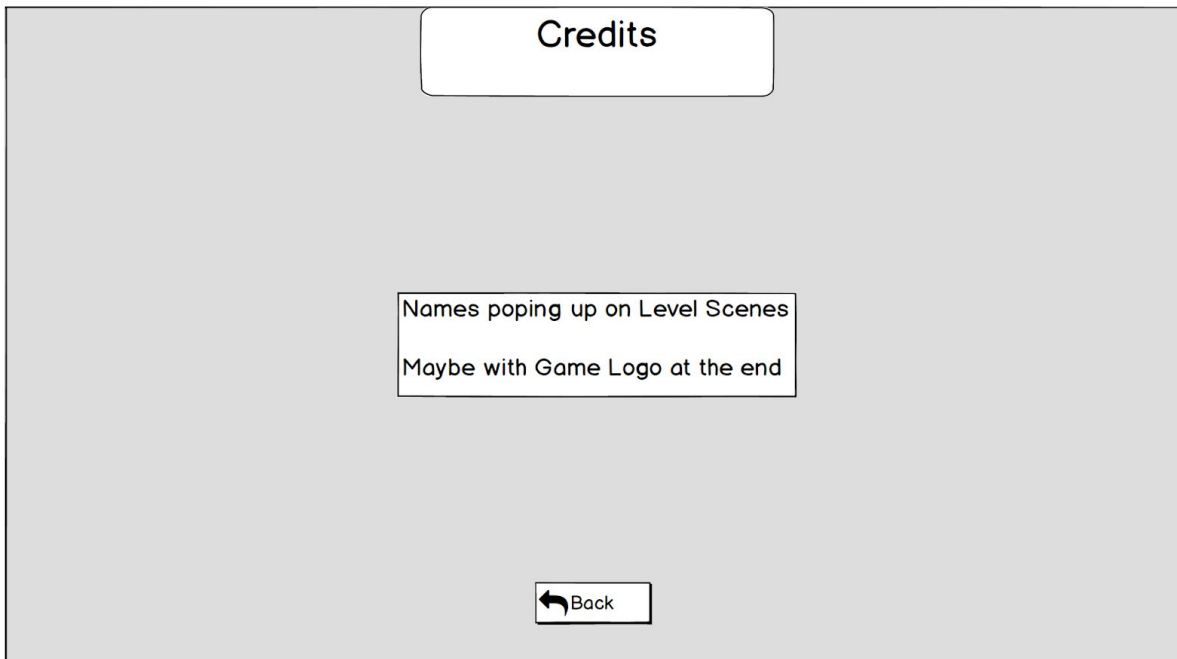 Credits
Names poping up on Level Scenes
Maybe with Game Logo at the end
Back